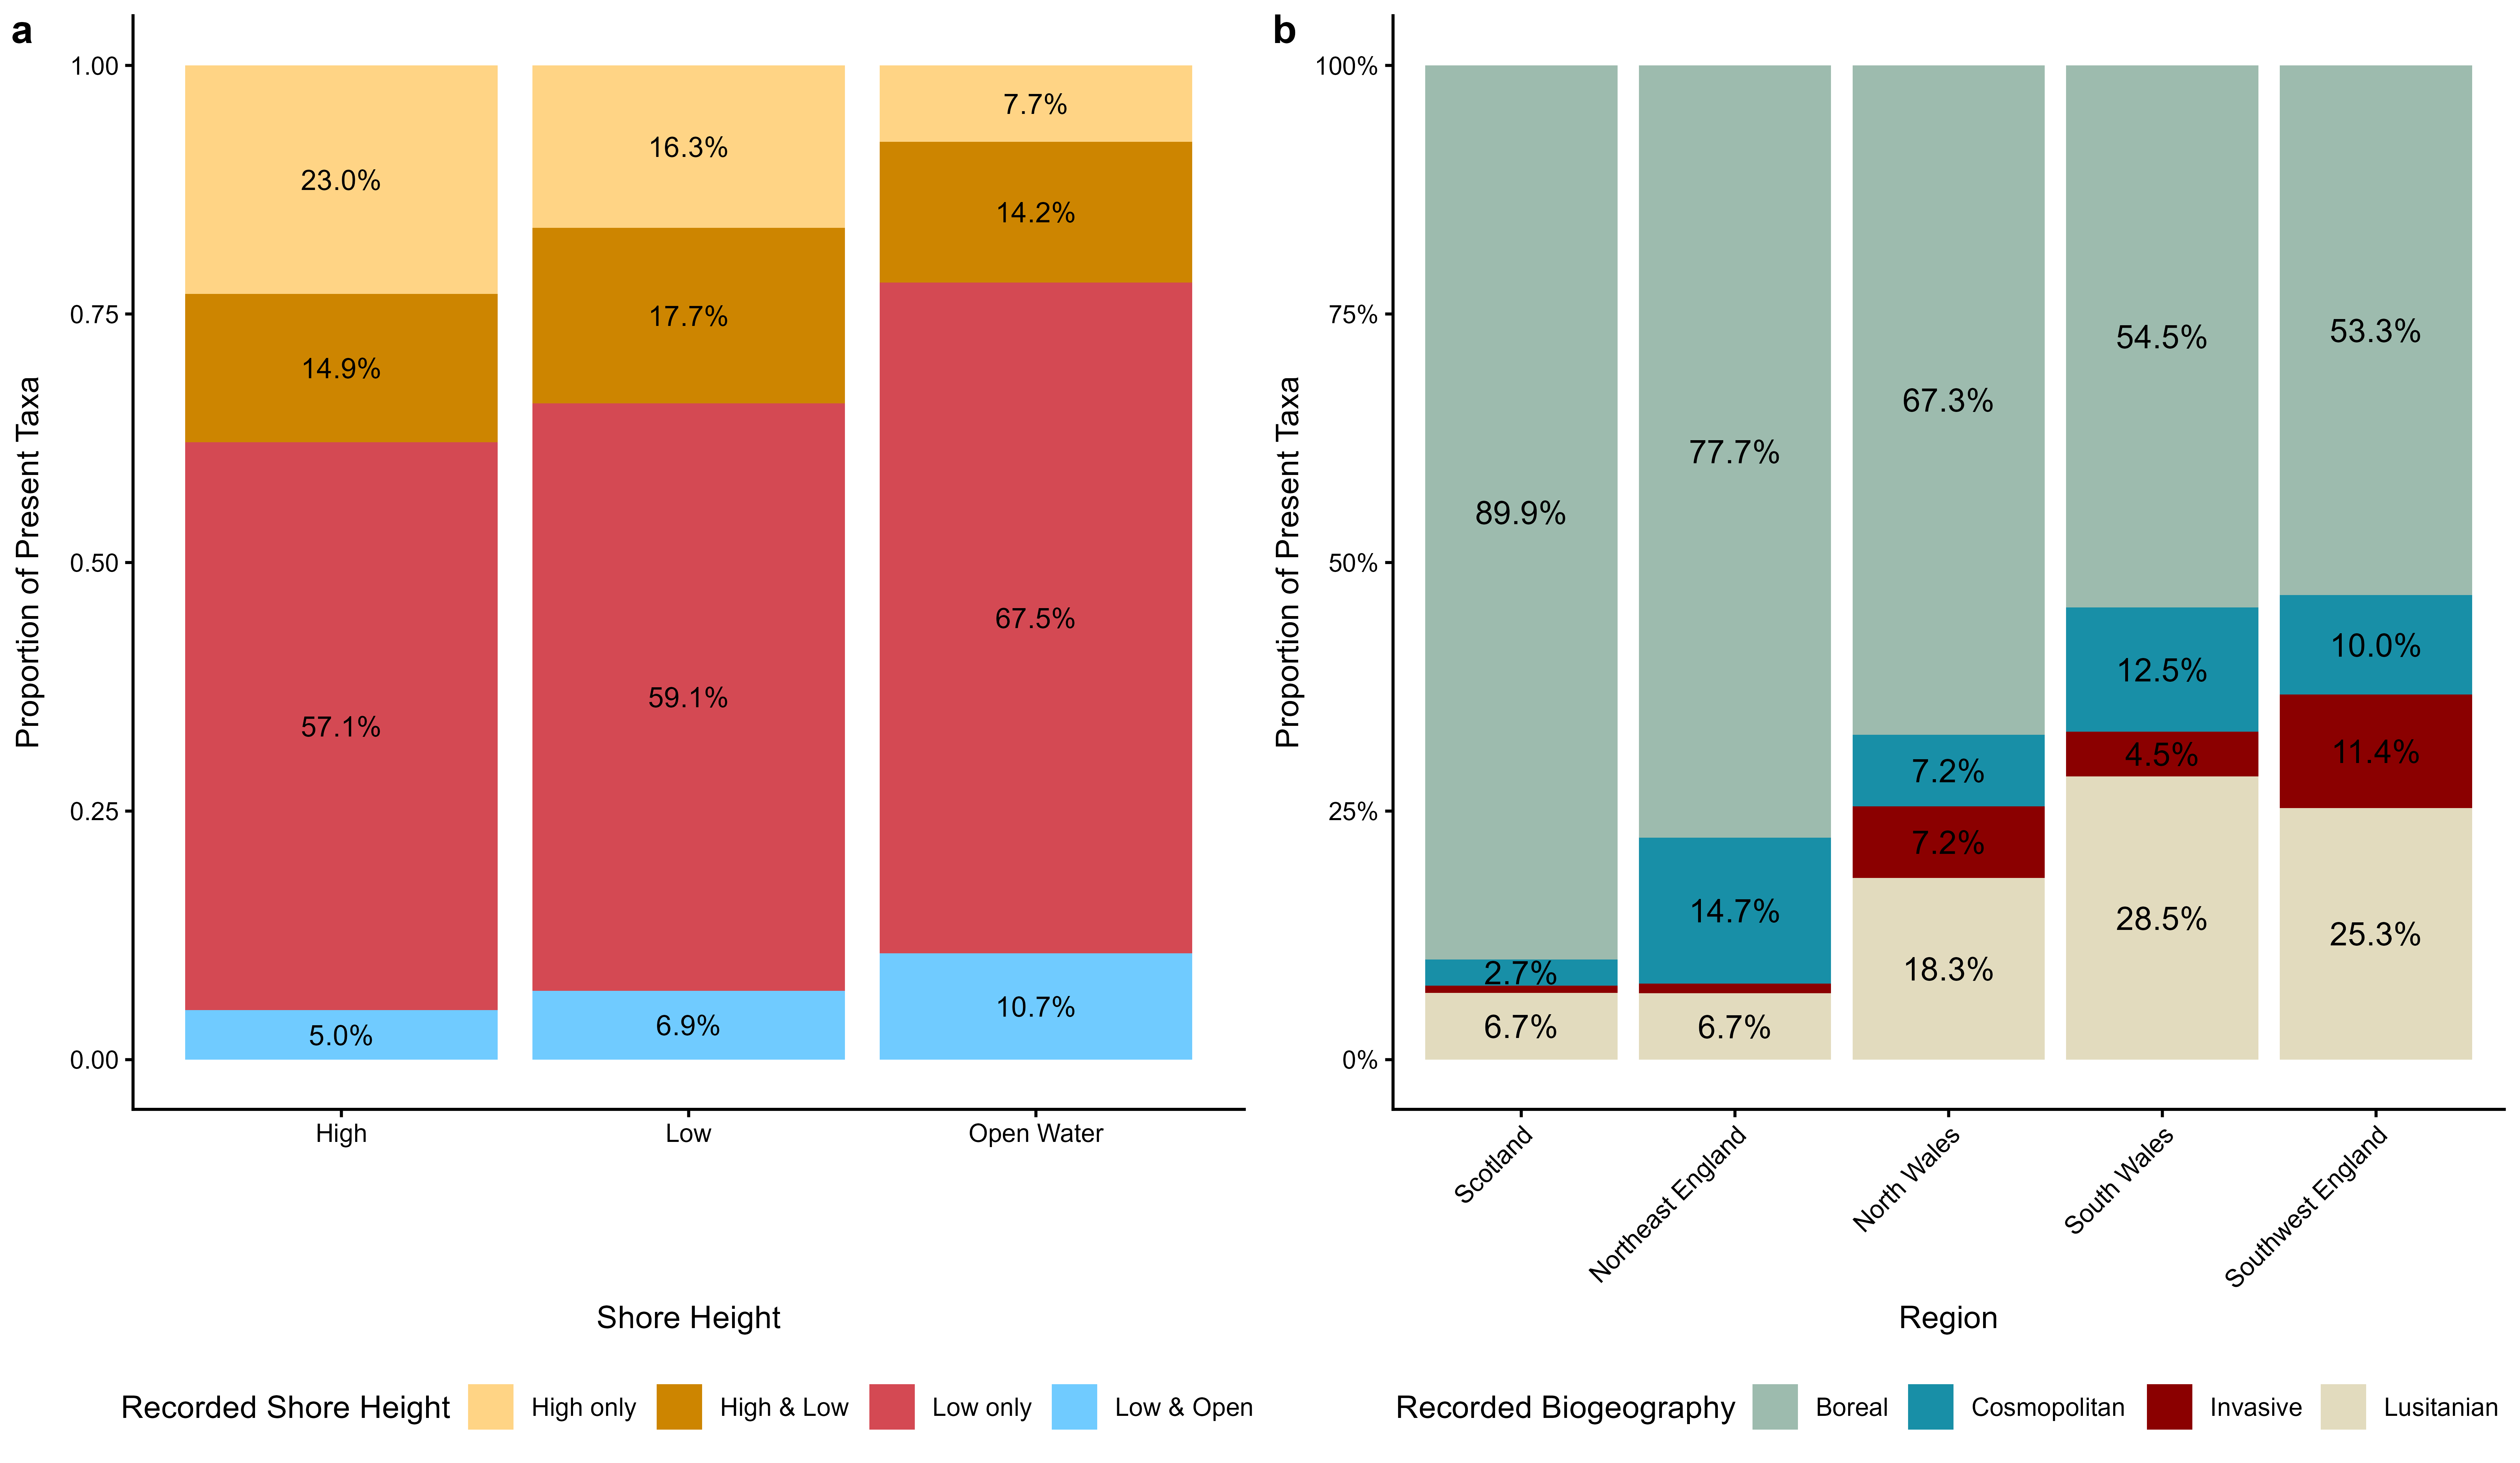 a
Proportion of Present Taxa
1.00
0.75
0.50
0.25
0.00
23.0%
14.9%
57.1%
5.0%
16.3%
17.7%
59.1%
6.9%
7.7%
14.2%
67.5%
10.7%
High
Low
Open Water
Shore Height
Recorded Shore Height
High only
High & Low
Low only
Low & Open
b
Proportion of Present Taxa
100%
75%
50%
25%
0%
89.9%
2.7%
6.7%
77.7%
14.7%
6.7%
67.3%
7.2%
7.2%
18.3%
54.5%
12.5%
4.5%
28.5%
53.3%
10.0%
11.4%
25.3%
Scotland
Northeast England
North Wales
South Wales
Southwest England
Region
Recorded Biogeography
Boreal
Cosmopolitan
Invasive
Lusitanian